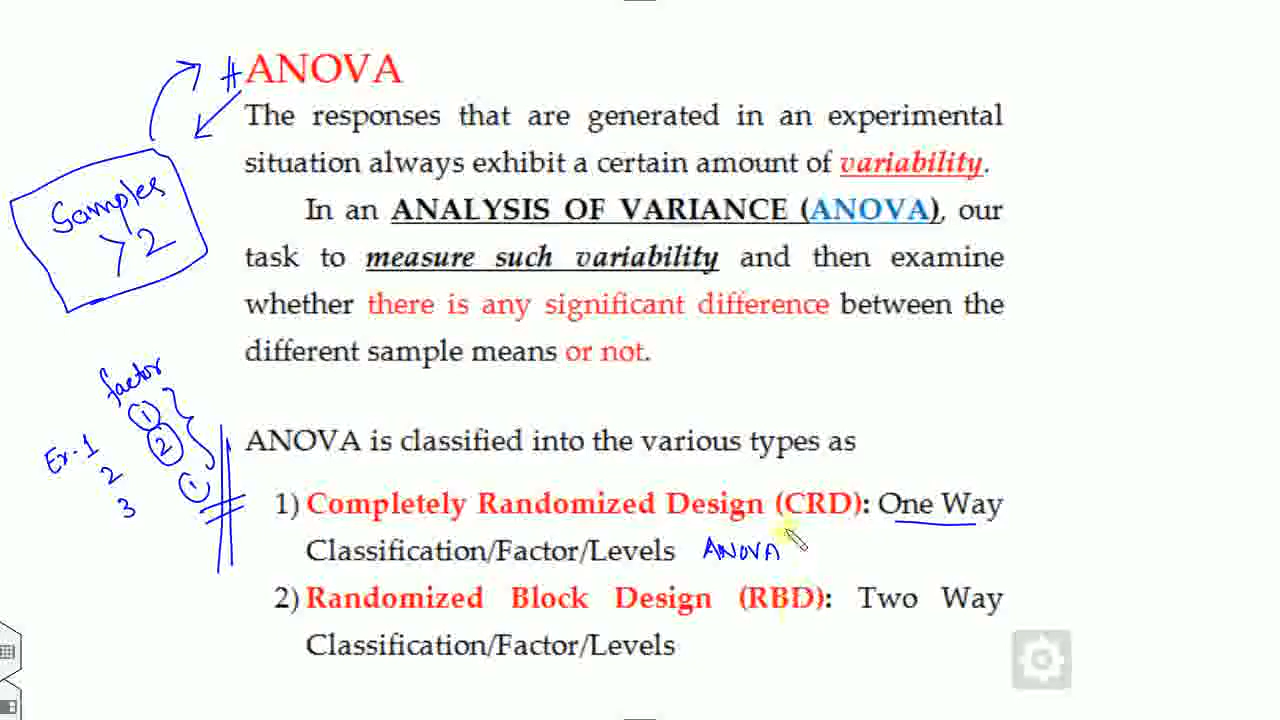 #ANOVA
The responses that are generated in an experimental
situation always exhibit a certain amount of variability.
In an ANALYSIS OF VARIANCE (ANOVA), our
task to measure such variability and then examine
whether there is any significant difference between the
different sample means or not.
Samples
> 2
factor
Ex-1 1
2 2
3 1
ANOVA is classified into the various types as
1) Completely Randomized Design (CRD): One Way
Classification/Factor/Levels ANOVA
2) Randomized Block Design (RBD): Two Way
Classification/Factor/Levels